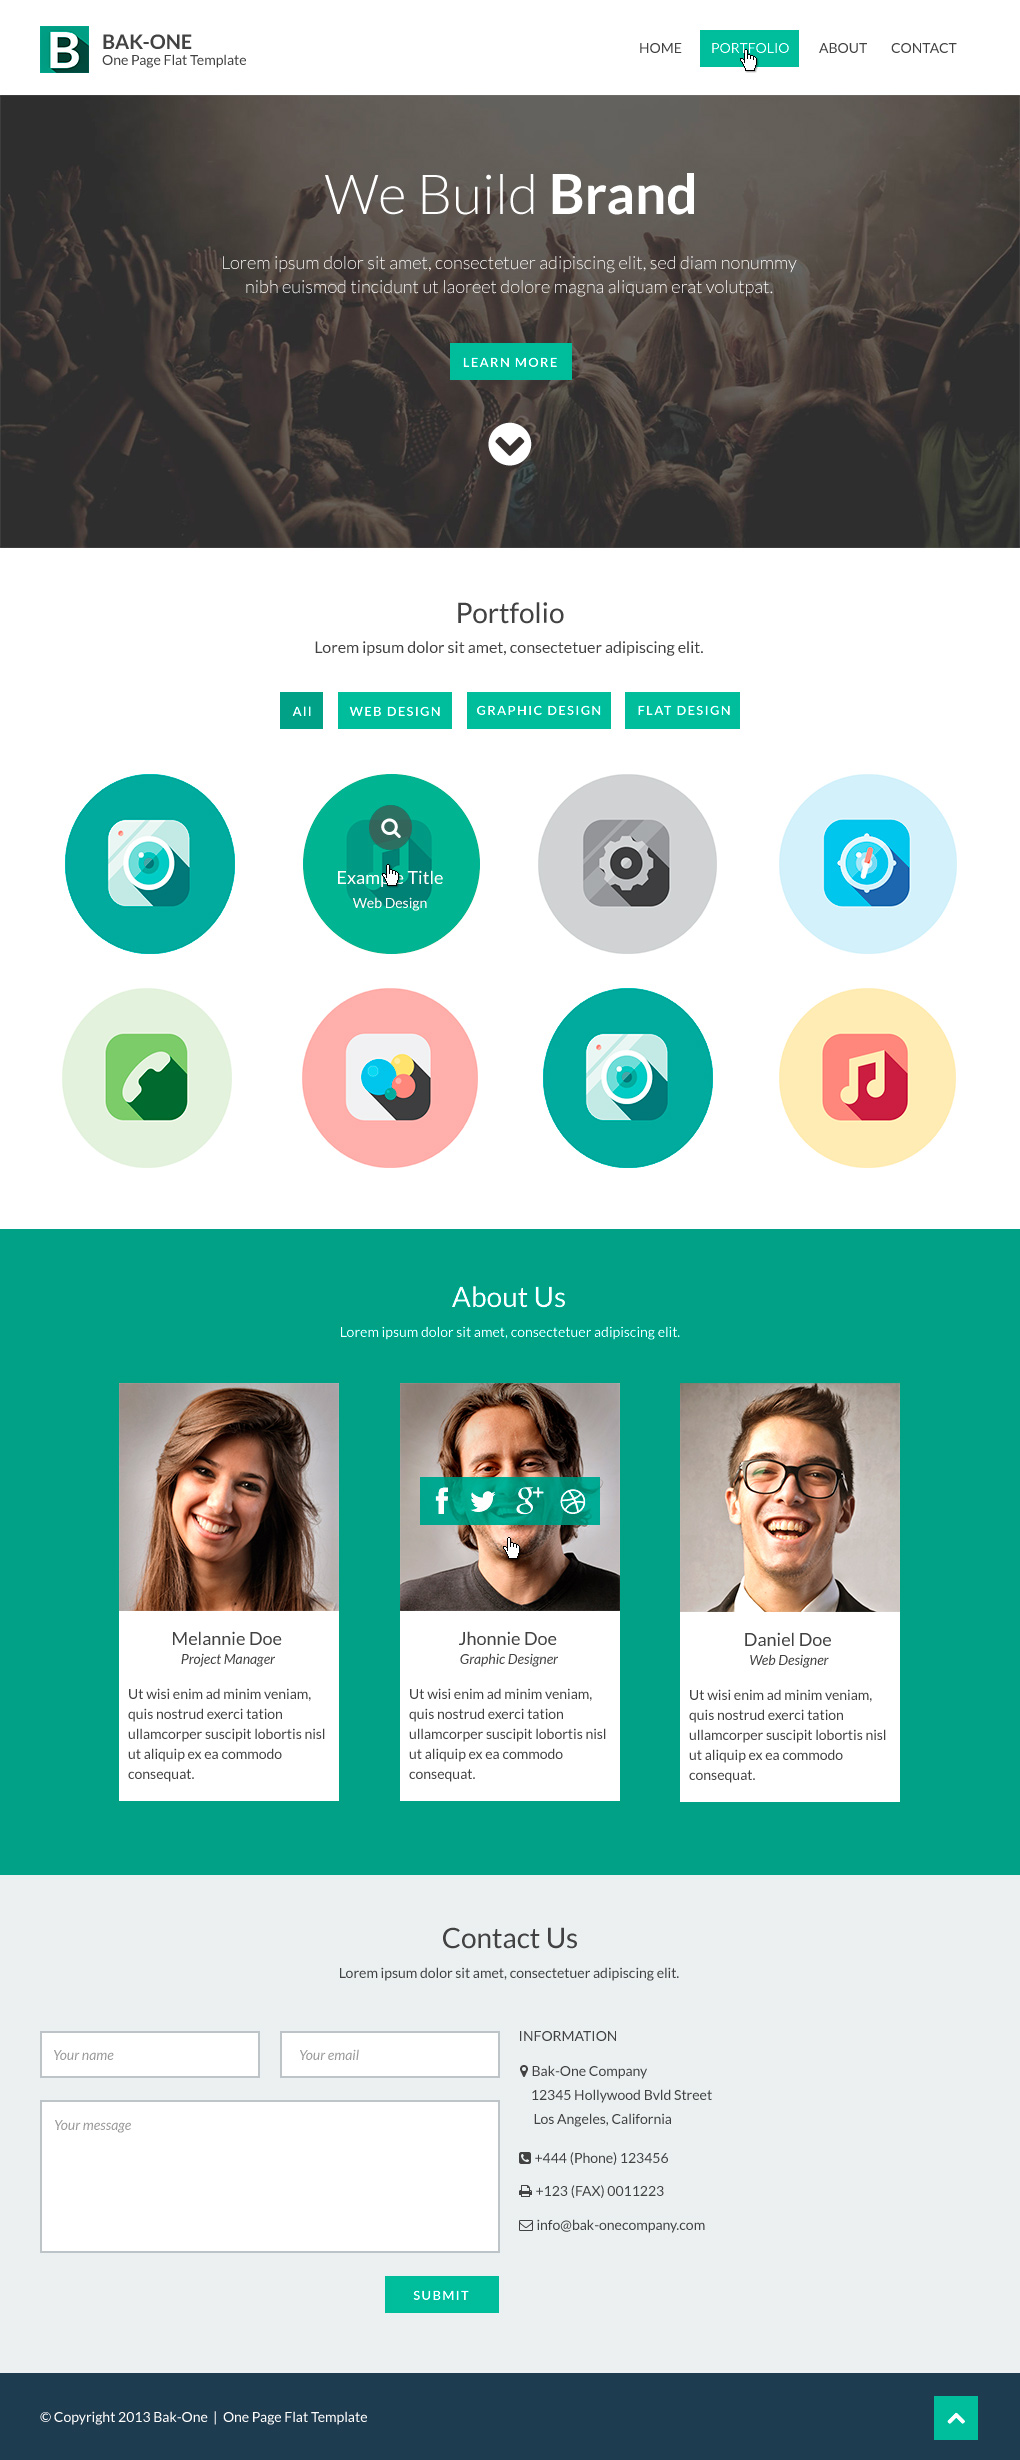 B
BAK-ONE
One Page Flat Template
HOME
PORTFOLIO
ABOUT
CONTACT
We Build Brand
Lorem ipsum dolor sit amet, consectetuer adipiscing elit, sed diam nonummy
nibh euismod tincidunt ut laoreet dolore magna aliquam erat volutpat.
LEARN MORE
Portfolio
Lorem ipsum dolor sit amet, consectetuer adipiscing elit.
All
WEB DESIGN
GRAPHIC DESIGN
FLAT DESIGN
Example Title
Web Design
About Us
Lorem ipsum dolor sit amet, consectetuer adipiscing elit.
Melannie Doe
Project Manager
Ut wisi enim ad minim veniam,
quis nostrud exerci tation
ullamcorper suscipit lobortis nisl
ut aliquip ex ea commodo
consequat.
Jhonnie Doe
Graphic Designer
Ut wisi enim ad minim veniam,
quis nostrud exerci tation
ullamcorper suscipit lobortis nisl
ut aliquip ex ea commodo
consequat.
Daniel Doe
Web Designer
Ut wisi enim ad minim veniam,
quis nostrud exerci tation
ullamcorper suscipit lobortis nisl
ut aliquip ex ea commodo
consequat.
Contact Us
Lorem ipsum dolor sit amet, consectetuer adipiscing elit.
Your name
Your email
Your message
SUBMIT
INFORMATION
Bak-One Company
12345 Hollywood Bvld Street
Los Angeles, California
+444 (Phone) 123456
+123 (FAX) 0011223
info@bak-onecompany.com
© Copyright 2013 Bak-One | One Page Flat Template